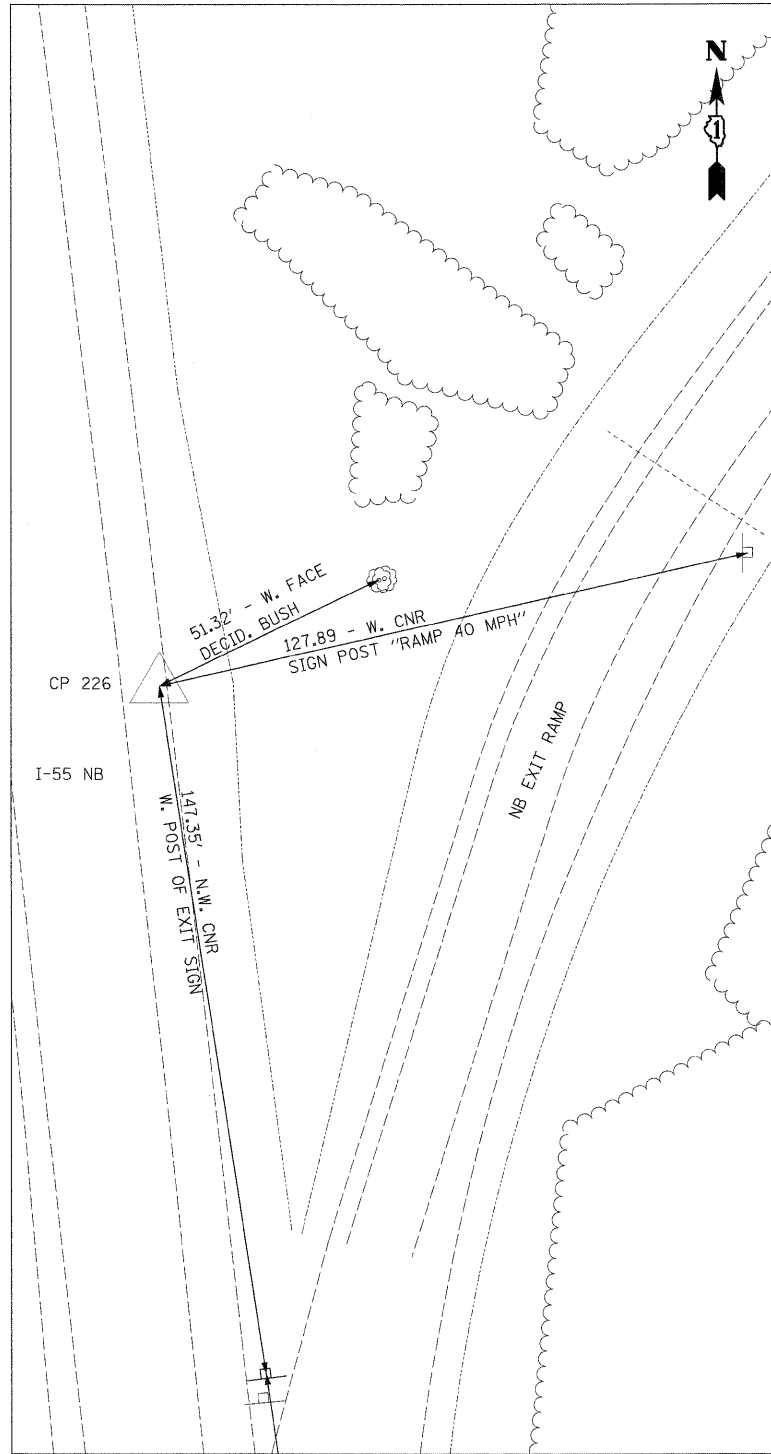 N
1
51.32' - W. FACE
DECID. BUSH
127.89 - W. CNR
SIGN POST "RAMP 40 MPH"
CP 226
I-55 NB
NB EXIT RAMP
147.35' - N.W. CNR
W. POST OF EXIT SIGN